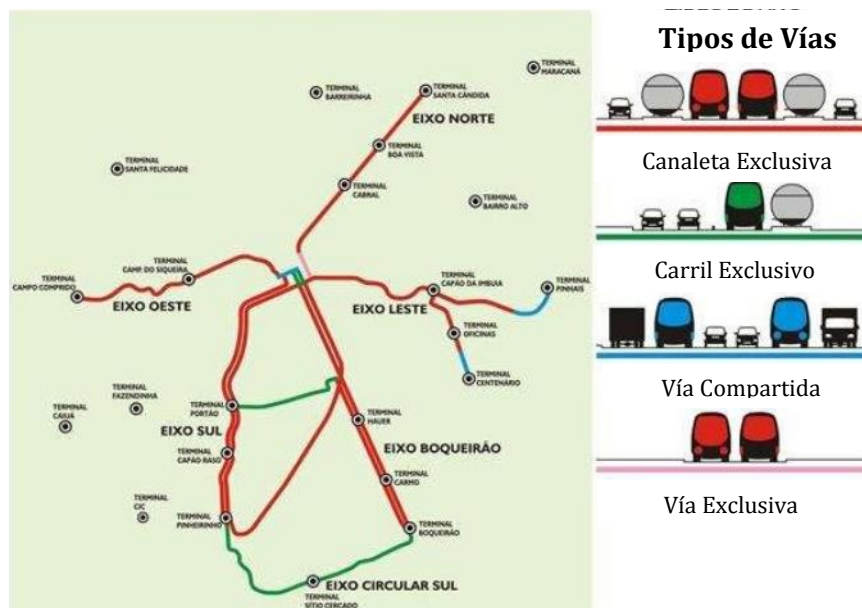 TERMINAL
MARACANÃ
TERMINAL
BARREIRINHA
TERMINAL
SANTA CÂNDIDA
EIXO NORTE
TERMINAL
BOA VISTA
TERMINAL
SANTA FELICIDADE
TERMINAL
CABRAL
TERMINAL
BAIRRO ALTO
TERMINAL
CAMP. DO SIQUEIRA
TERMINAL
CAMPO COMPRIDO
EIXO OESTE
TERMINAL
CAPÃO DA IMBUIA
TERMINAL
PINHAIS
EIXO LESTE
TERMINAL
OFICINAS
TERMINAL
CENTENÁRIO
TERMINAL
FAZENDINHA
TERMINAL
CAIUÁ
TERMINAL
PORTÃO
EIXO SUL
TERMINAL
HAUER
TERMINAL
CAPÃO RASO
EIXO BOQUEIRÃO
TERMINAL
CARMO
TERMINAL
CIC
TERMINAL
PINHEIRINHO
TERMINAL
BOQUEIRÃO
EIXO CIRCULAR SUL
TERMINAL
SÍTIO CERCADO
Tipos de Vías
Canaleta Exclusiva
Carril Exclusivo
Vía Compartida
Vía Exclusiva